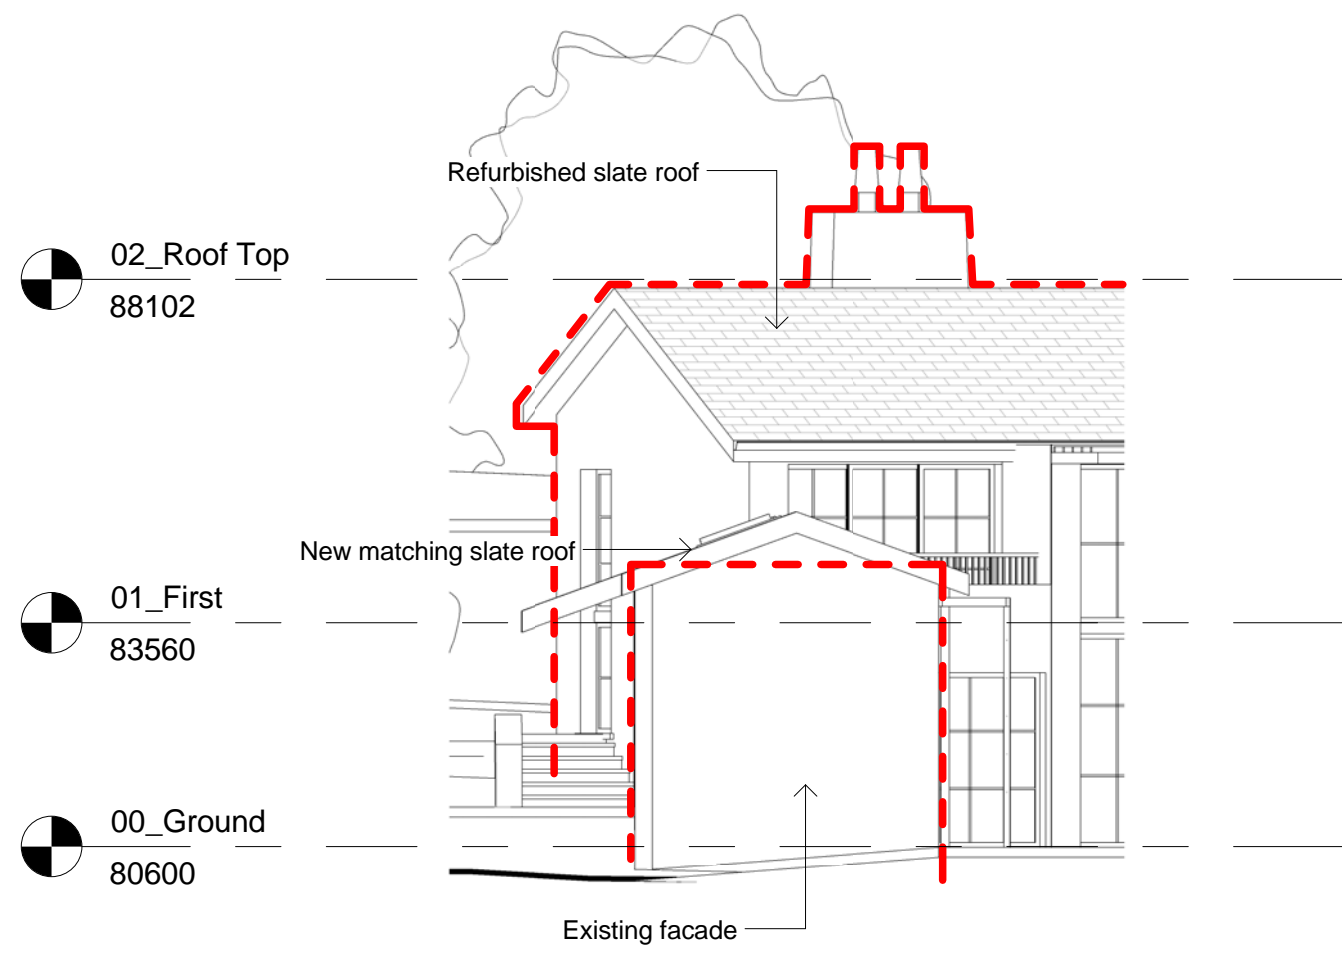 Refurbished slate roof
02_Roof Top
88102
New matching slate roof
01_First
83560
00_Ground
80600
Existing facade